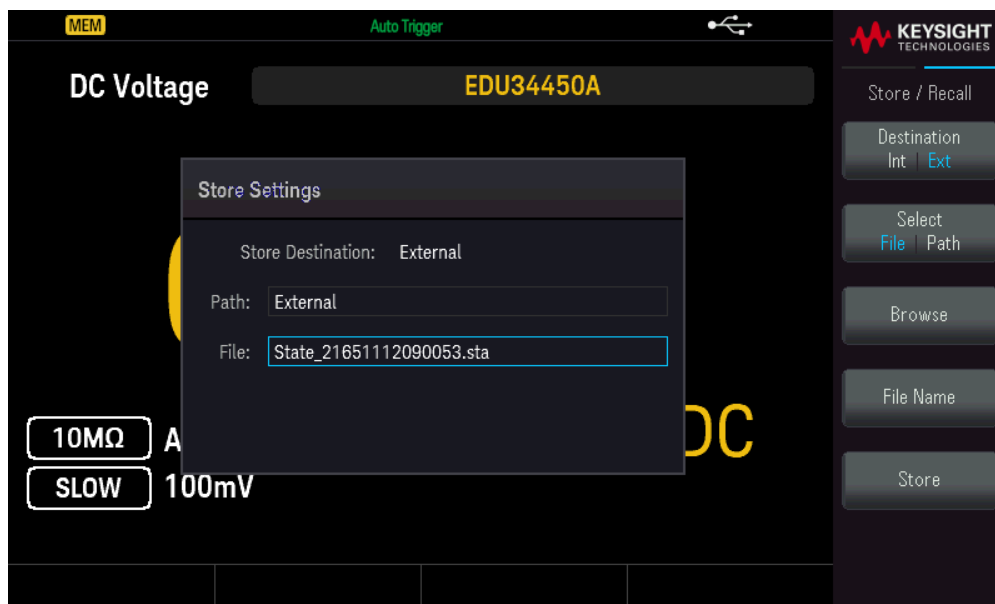 MEM
Auto Trigger
KEYSIGHT
TECHNOLOGIES
DC Voltage
EDU34450A
Store / Recall
Destination
Int | Ext
Store Settings
Select
File | Path
Store Destination: External
Path: External
Browse
File: State_21651112090053.sta
File Name
10MΩ A
DC
SLOW 100mV
Store